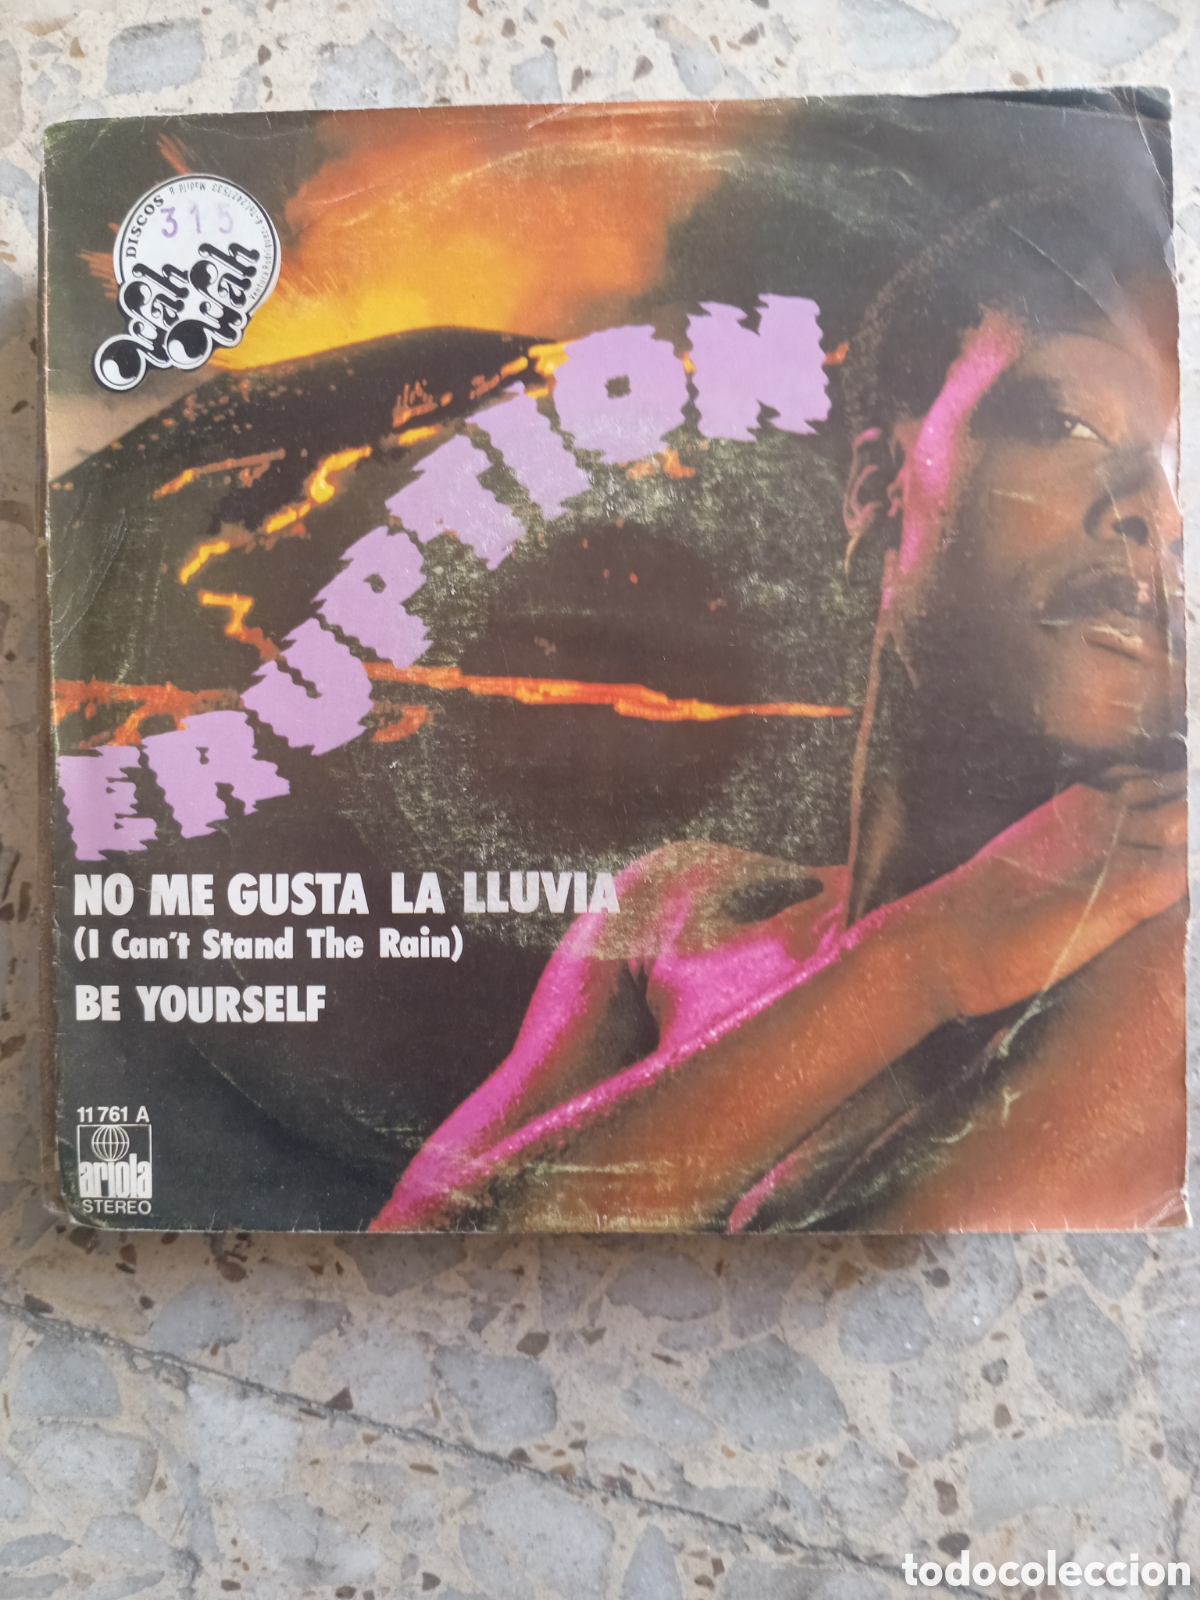 DISCOS
315
Wah
Wah
ERUPTION
NO ME GUSTA LA LLUVIA
(I Can't Stand The Rain)
BE YOURSELF
11 761 A
ariola
STEREO
todocoleccion